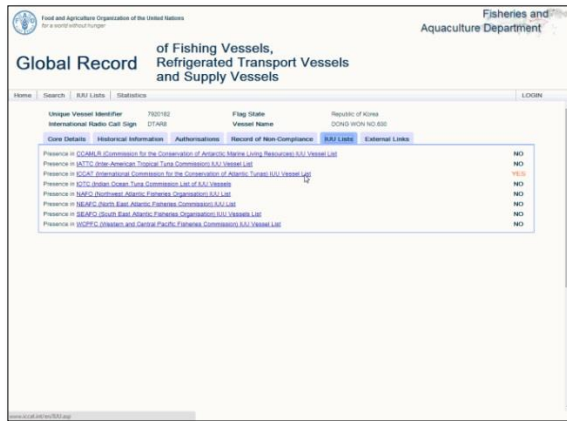 Food and Agriculture Organization of the United Nations
for a world without hunger
Fisheries and
Aquaculture Department
Global Record
of Fishing Vessels,
Refrigerated Transport Vessels
and Supply Vessels
Home Search IUU Lists Statistics LOGIN
Unique Vessel Identifier 7920182 Flag State Republic of Korea
International Radio Call Sign Vessel Name
Core Details Historical Information Authorisations Record of Non-Compliance IUU Lists External Links
Presence in CCAMLR (Commission for the Conservation of Antarctic Marine Living Resources) IUU Vessel List NO
Presence in IATTC (Inter-American Tropical Tuna Commission) IUU Vessel List NO
Presence in ICCAT (International Commission for the Conservation of Atlantic Tunas) IUU Vessel List YES
Presence in IOTC (Indian Ocean Tuna Commission List of IUU Vessels NO
Presence in NAFO (Northwest Atlantic Fisheries Organisation) IUU List NO
Presence in NEAFC (North East Atlantic Fisheries Commission) IUU List NO
Presence in SEAFO (South East Atlantic Fisheries Organisation) IUU Vessels List NO
Presence in WCPFC (Western and Central Pacific Fisheries Commission) IUU Vessel List NO